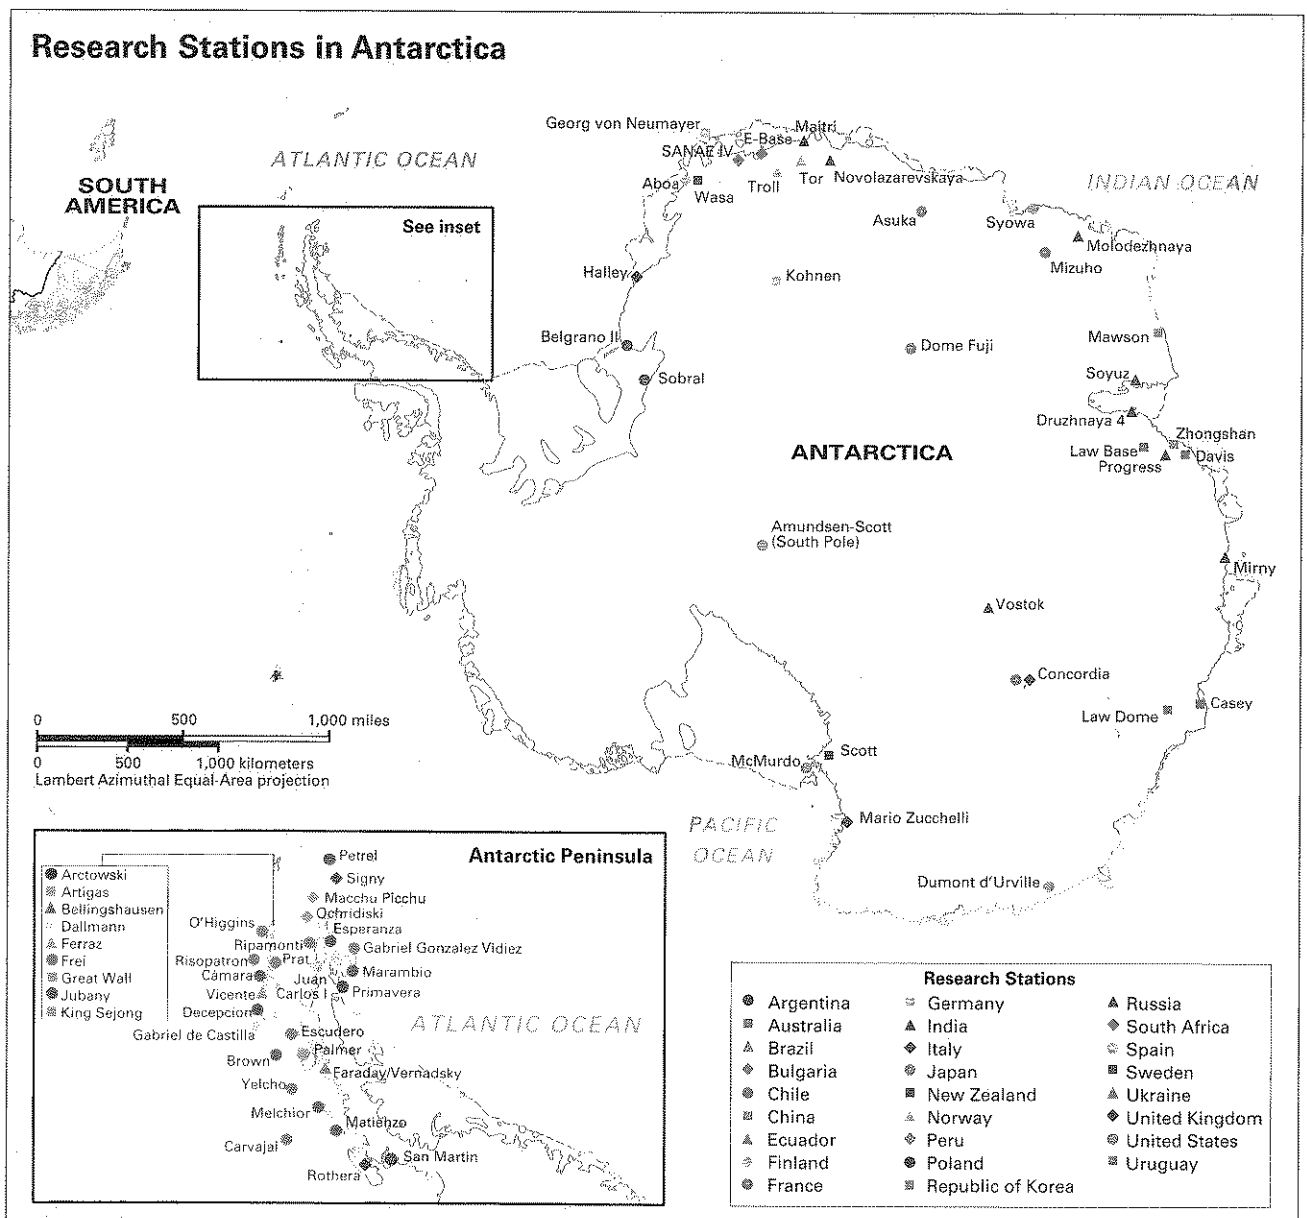 Research Stations in Antarctica
ATLANTIC OCEAN
SOUTH
AMERICA
See inset
INDIAN OCEAN
Georg von Neumayer
E-Base
Maitri
SANAE IV
Aboa
Wasa
Troll
Tor
Novolazarevskaya
Asuka
Syowa
Molodezhnaya
Mizuho
Halley
Kohnen
Belgrano II
Dome Fuji
Mawson
Sobral
Soyuz
Druzhnaya 4
ANTARCTICA
Zhongshan
Law Base
Davis
Progress
Amundsen-Scott
(South Pole)
Mirny
Vostok
Concordia
Casey
Law Dome
0 500 1,000 miles
0 500 1,000 kilometers
Lambert Azimuthal Equal-Area projection
Scott
McMurdo
Mario Zucchelli
PACIFIC
OCEAN
Dumont d'Urville
Antarctic Peninsula
Arctowski
Artigas
Bellingshausen
Dallmann
Ferraz
Frei
Great Wall
Jubany
King Sejong
Petrel
Signy
Macchu Picchu
Ochridiski
O'Higgins
Esperanza
Ripamonti
Gabriel Gonzalez Vidiez
Risopatron
Prat
Cámara
Juan
Carlos I
Marambio
Vicente
Primavera
Decepcion
Gabriel de Castilla
Escudero
ATLANTIC OCEAN
Brown
Palmer
Faraday/Vernadsky
Yelcho
Melchior
Matienzo
Carvajai
San Martin
Rothera
Research Stations
Argentina
Australia
Brazil
Bulgaria
Chile
China
Ecuador
Finland
France
Germany
India
Italy
Japan
New Zealand
Norway
Peru
Poland
Republic of Korea
Russia
South Africa
Spain
Sweden
Ukraine
United Kingdom
United States
Uruguay